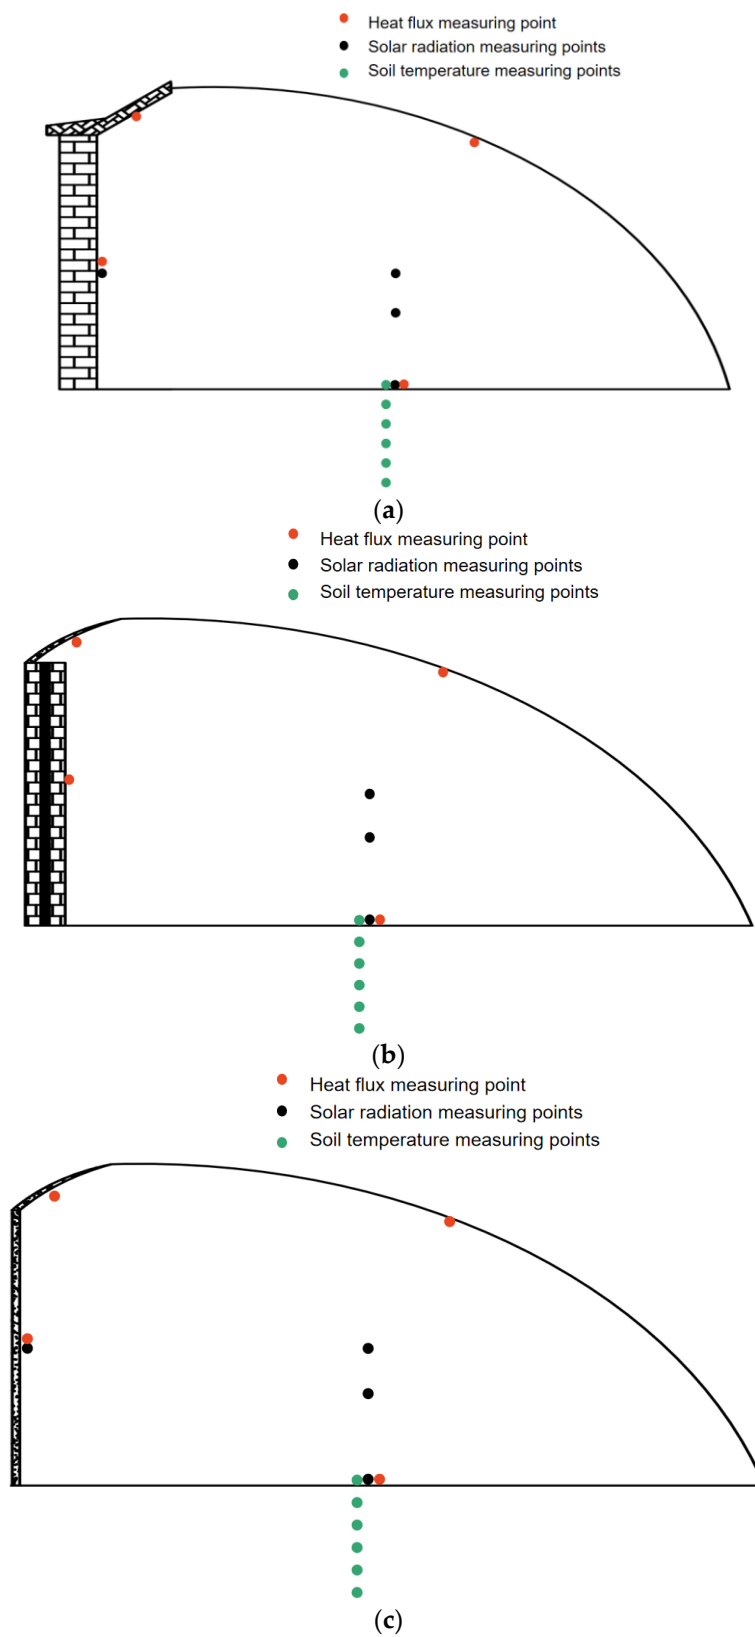 Heat flux measuring point
Solar radiation measuring points
Soil temperature measuring points
(a)
Heat flux measuring point
Solar radiation measuring points
Soil temperature measuring points
(b)
Heat flux measuring point
Solar radiation measuring points
Soil temperature measuring points
(c)